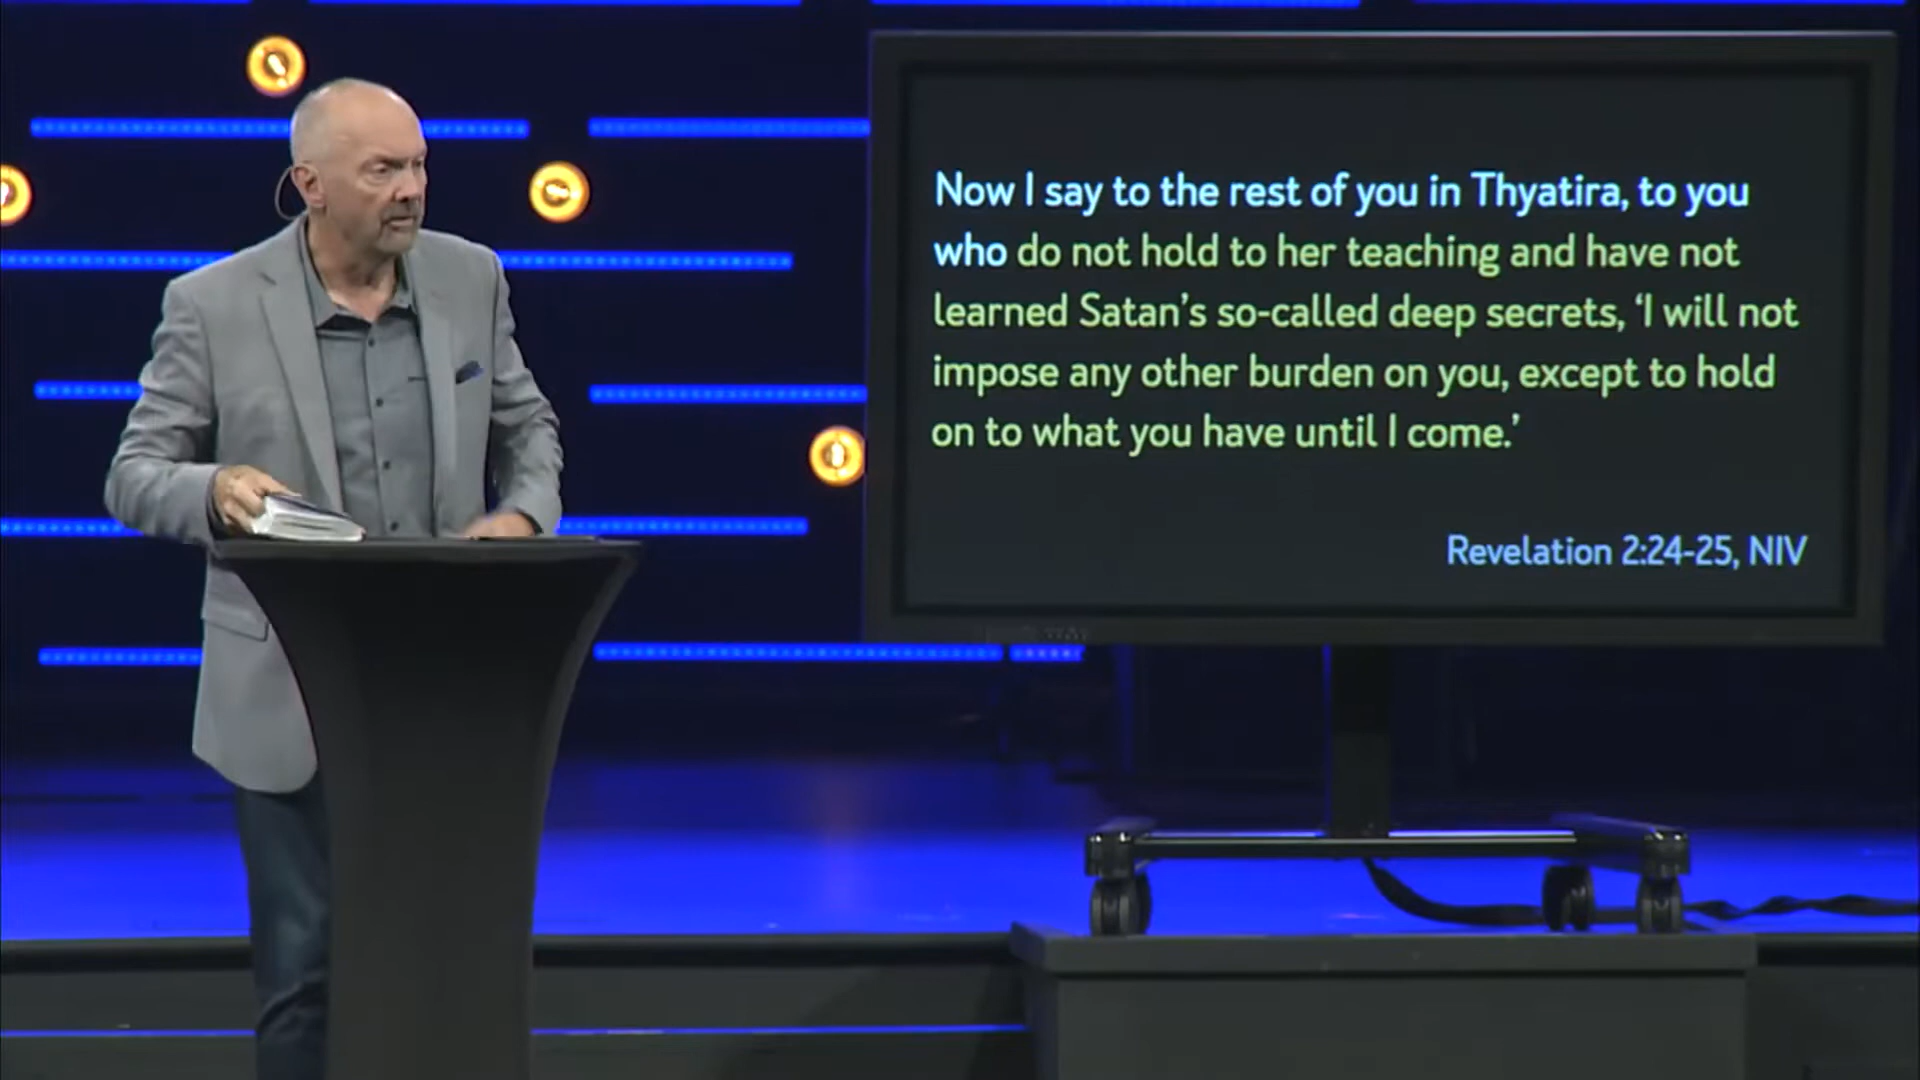 Now I say to the rest of you in Thyatira, to you
who do not hold to her teaching and have not
learned Satan's so-called deep secrets, ‘I will not
impose any other burden on you, except to hold
on to what you have until I come.’
Revelation 2:24-25, NIV